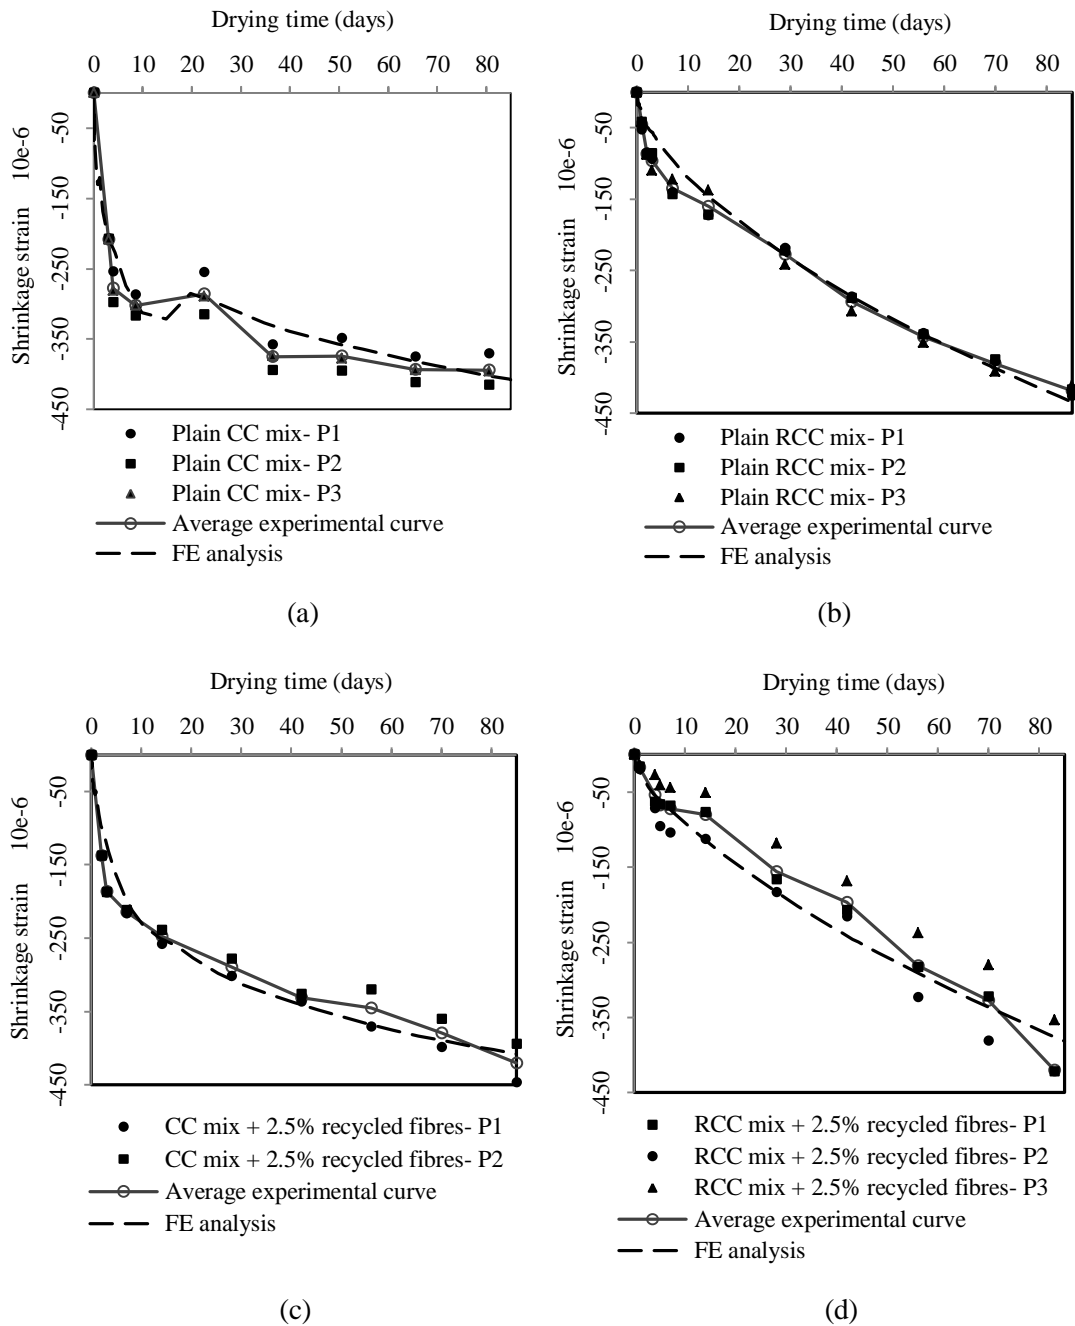 Drying time (days)
0 10 20 30 40 50 60 70 80
-50
-150
-250
-350
-450
Shrinkage strain 10e-6
Plain CC mix- P1
Plain CC mix- P2
Plain CC mix- P3
Average experimental curve
FE analysis
(a)
Drying time (days)
0 10 20 30 40 50 60 70 80
-50
-150
-250
-350
-450
Shrinkage strain 10e-6
Plain RCC mix- P1
Plain RCC mix- P2
Plain RCC mix- P3
Average experimental curve
FE analysis
(b)
Drying time (days)
0 10 20 30 40 50 60 70 80
-50
-150
-250
-350
-450
Shrinkage strain 10e-6
CC mix + 2.5% recycled fibres- P1
CC mix + 2.5% recycled fibres- P2
Average experimental curve
FE analysis
(c)
Drying time (days)
0 10 20 30 40 50 60 70 80
-50
-150
-250
-350
-450
Shrinkage strain 10e-6
RCC mix + 2.5% recycled fibres- P1
RCC mix + 2.5% recycled fibres- P2
RCC mix + 2.5% recycled fibres- P3
Average experimental curve
FE analysis
(d)